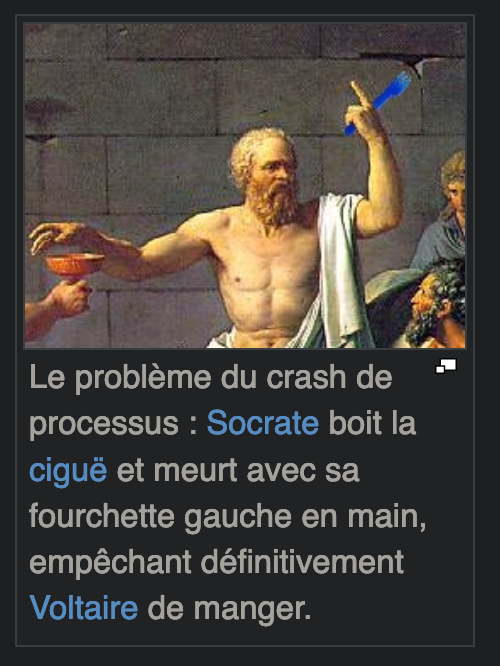 Le problème du crash de
processus : Socrate boit la
ciguë et meurt avec sa
fourchette gauche en main,
empêchant définitivement
Voltaire de manger.